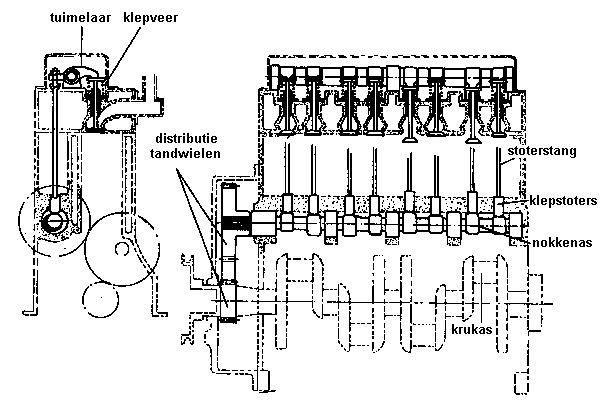 tuimelaar klepveer
distributie
tandwielen
stoterstang
klepstoters
nokkenas
krukas